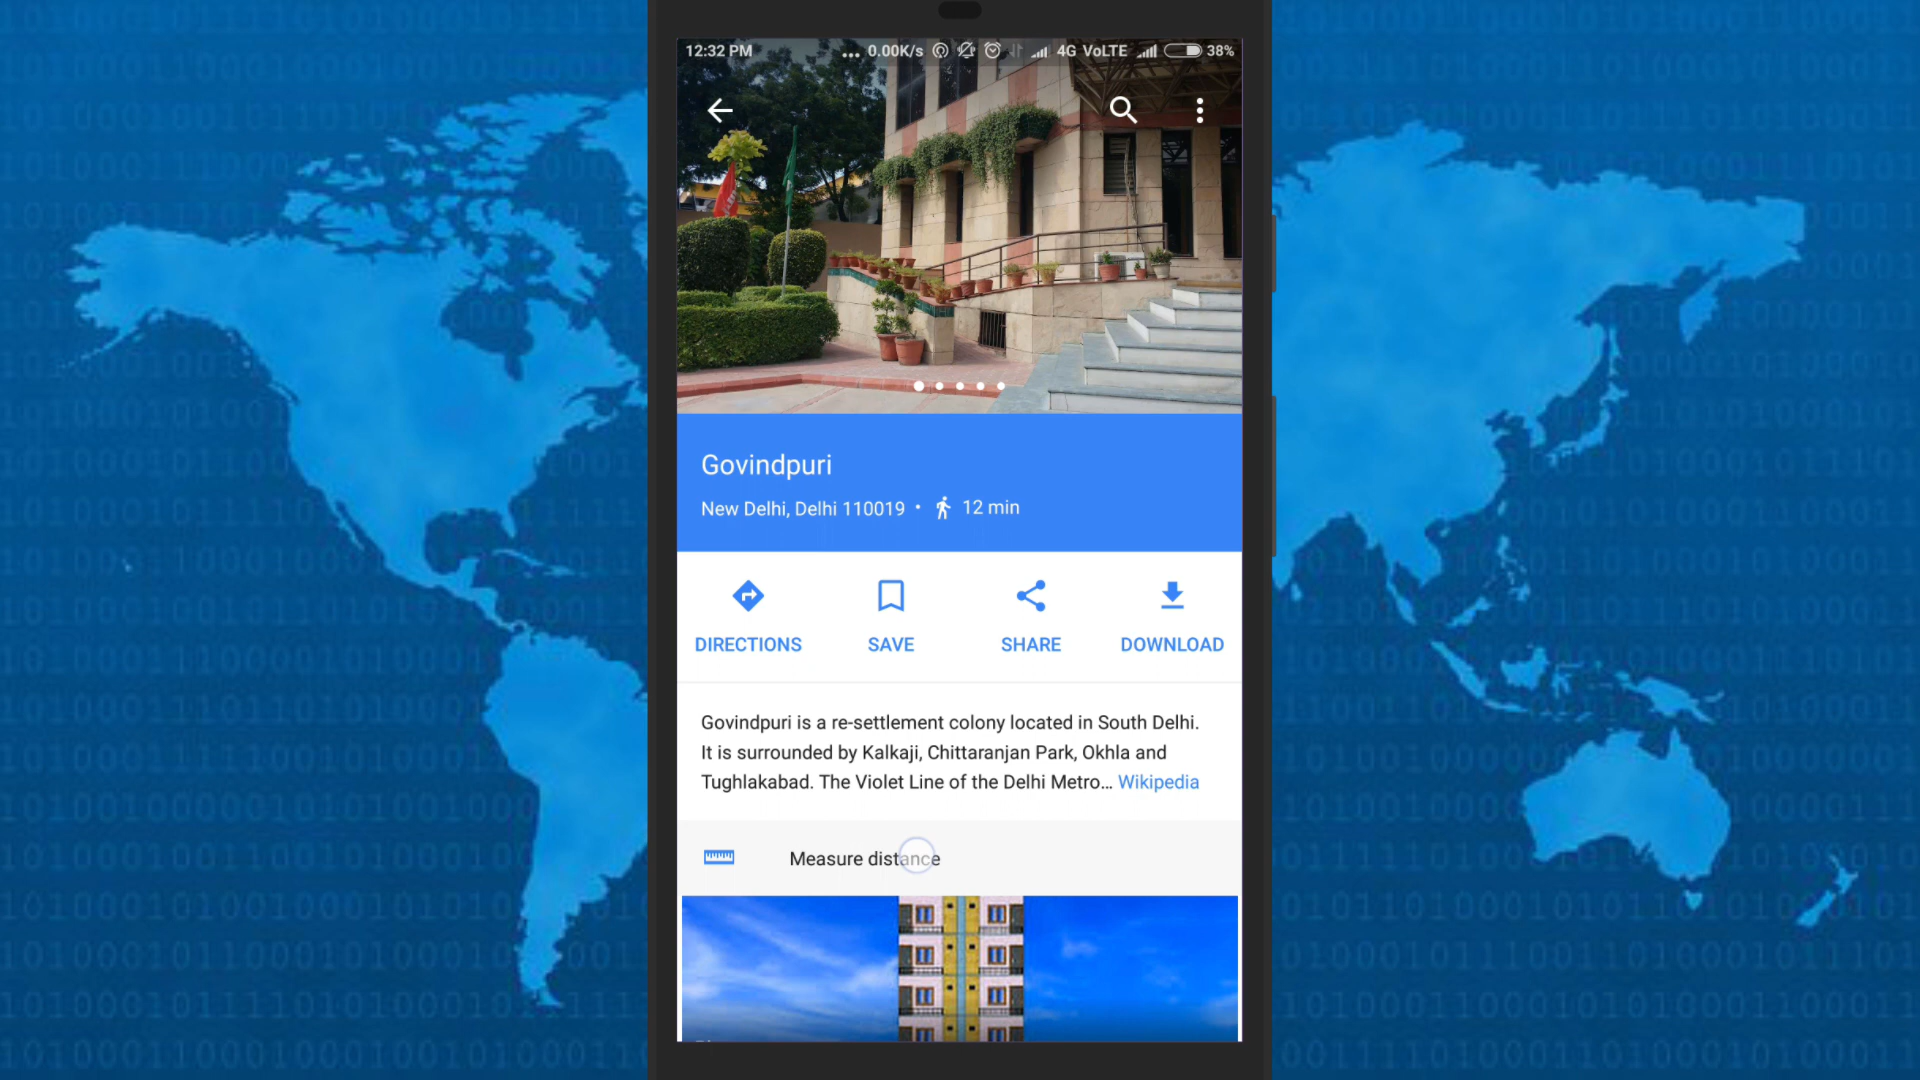 12:32 PM ... 0.00K/s 4G VoLTE 38%
Govindpuri
New Delhi, Delhi 110019 • 12 min
DIRECTIONS SAVE SHARE DOWNLOAD
Govindpuri is a re-settlement colony located in South Delhi.
It is surrounded by Kalkaji, Chittaranjan Park, Okhla and
Tughlakabad. The Violet Line of the Delhi Metro... Wikipedia
Measure distance